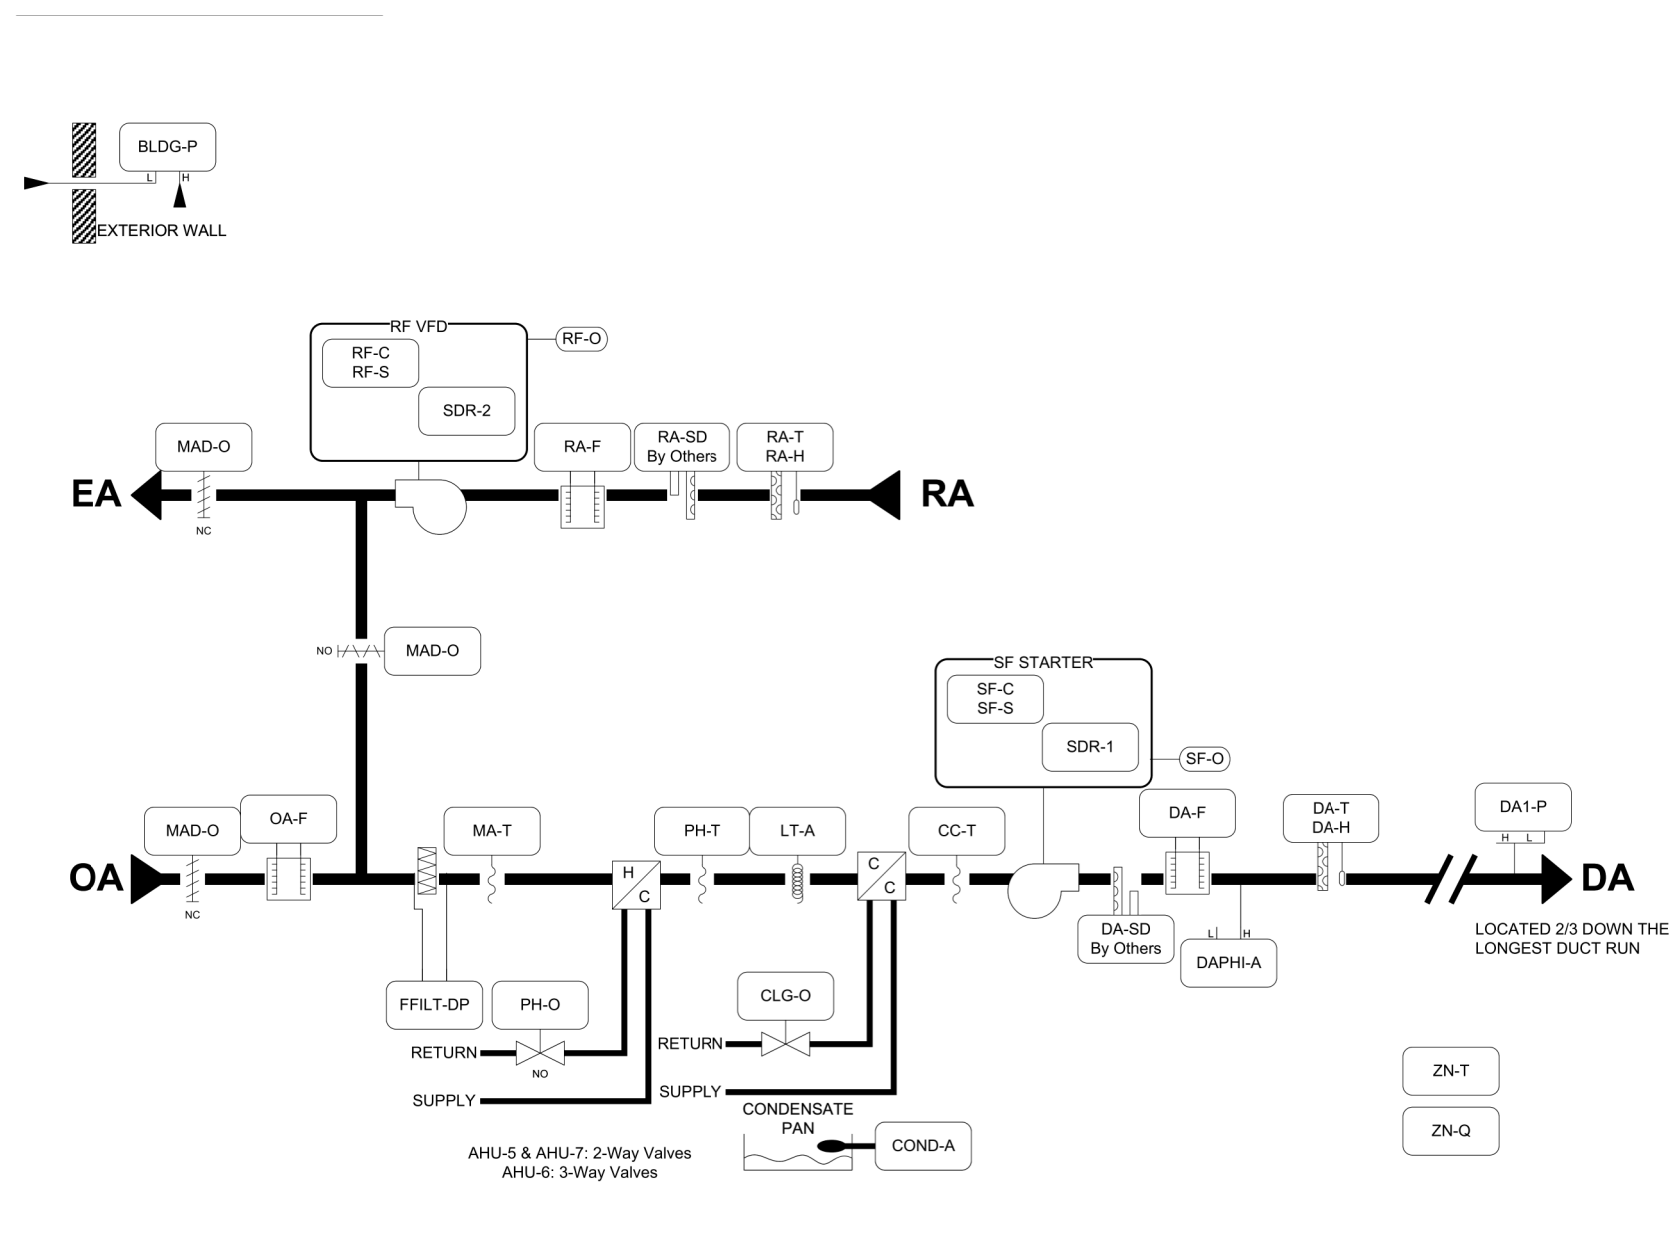 BLDG-P
L
H
EXTERIOR WALL
RF VFD
RF-C
RF-S
RF-O
SDR-2
MAD-O
RA-F
RA-SD
By Others
RA-T
RA-H
EA
RA
NC
NO
MAD-O
SF STARTER
SF-C
SF-S
SDR-1
SF-O
MAD-O
OA-F
MA-T
PH-T
LT-A
CC-T
DA-F
DA-T
DA-H
DA1-P
H
L
OA
H
C
C
C
DA
NC
DA-SD
By Others
L
H
DAPHI-A
LOCATED 2/3 DOWN THE
LONGEST DUCT RUN
FFILT-DP
PH-O
CLG-O
RETURN
NO
RETURN
SUPPLY
SUPPLY
CONDENSATE
PAN
COND-A
AHU-5 & AHU-7: 2-Way Valves
AHU-6: 3-Way Valves
ZN-T
ZN-Q